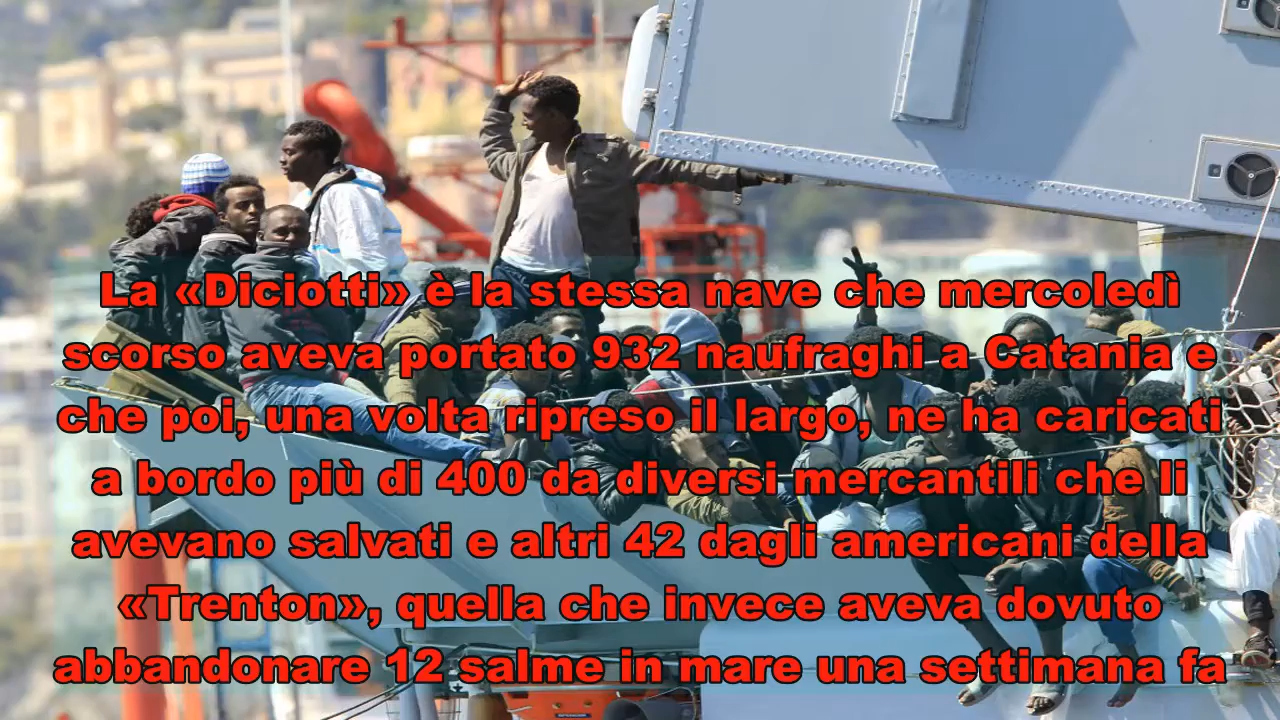 La «Diciotti» è la stessa nave che mercoledì
scorso aveva portato 932 naufraghi a Catania e
che poi, una volta ripreso il largo, ne ha caricati
a bordo più di 400 da diversi mercantili che li
avevano salvati e altri 42 dagli americani della
«Trenton», quella che invece aveva dovuto
abbandonare 12 salme in mare una settimana fa